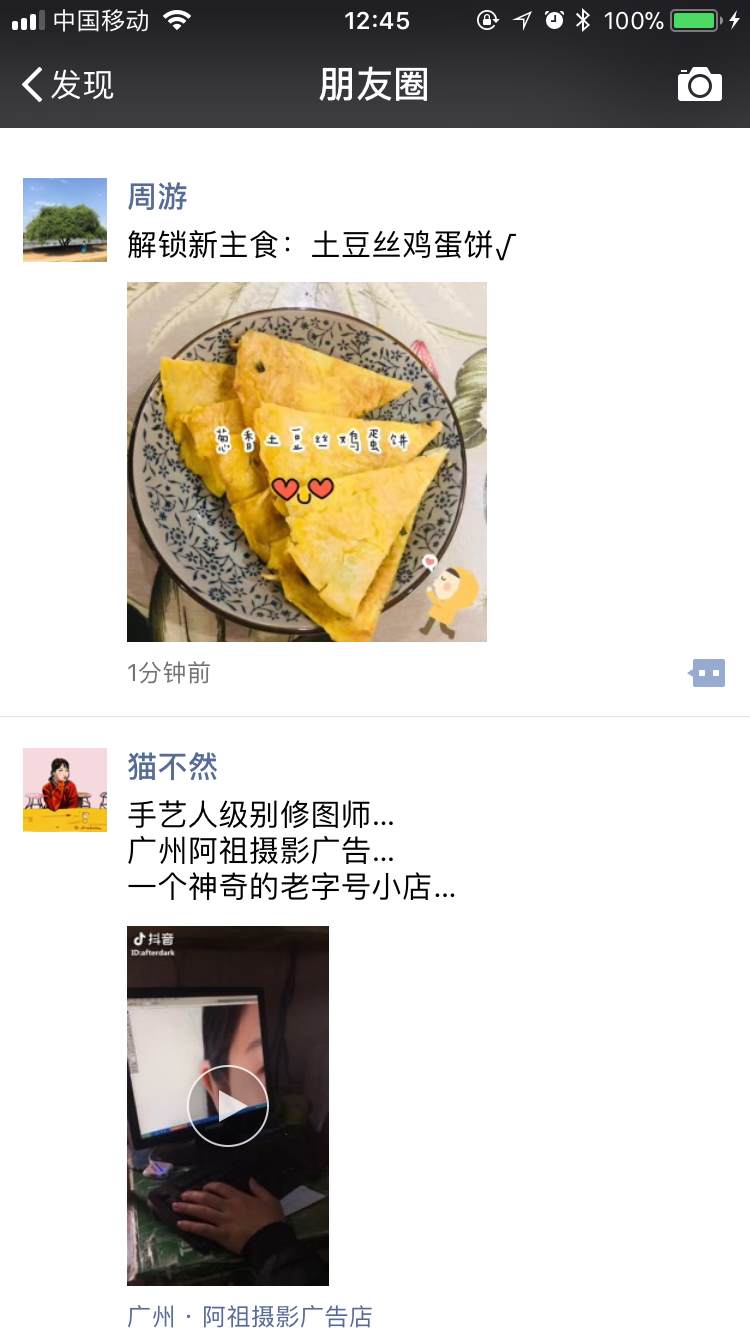 中国移动
12:45
100%
发现
朋友圈
周游
解锁新主食：土豆丝鸡蛋饼√
葱香土豆丝鸡蛋饼
1分钟前
猫不然
手艺人级别修图师...
广州阿祖摄影广告...
一个神奇的老字号小店...
抖音
ID:afterdark
广州 · 阿祖摄影广告店